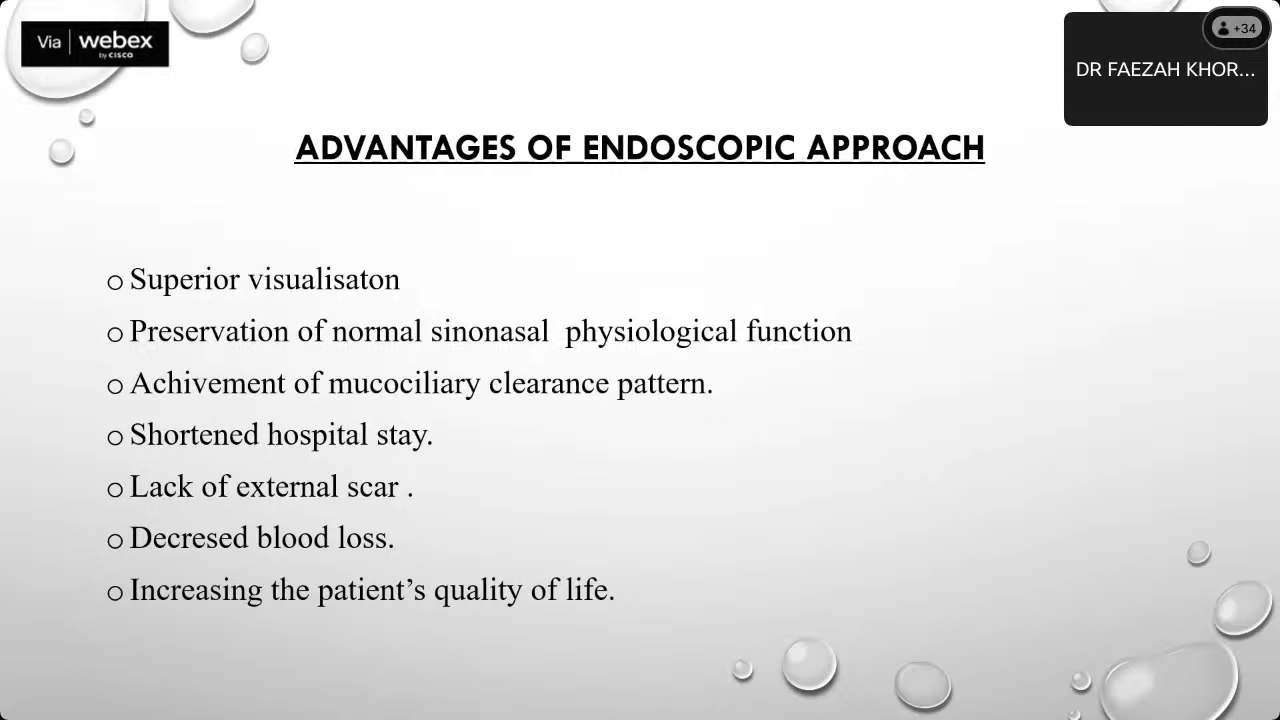 Via webex
by CISCO
+34
DR FAEZAH KHOR...
ADVANTAGES OF ENDOSCOPIC APPROACH
o Superior visualisaton
o Preservation of normal sinonasal  physiological function
o Achivement of mucociliary clearance pattern.
o Shortened hospital stay.
o Lack of external scar .
o Decresed blood loss.
o Increasing the patient’s quality of life.